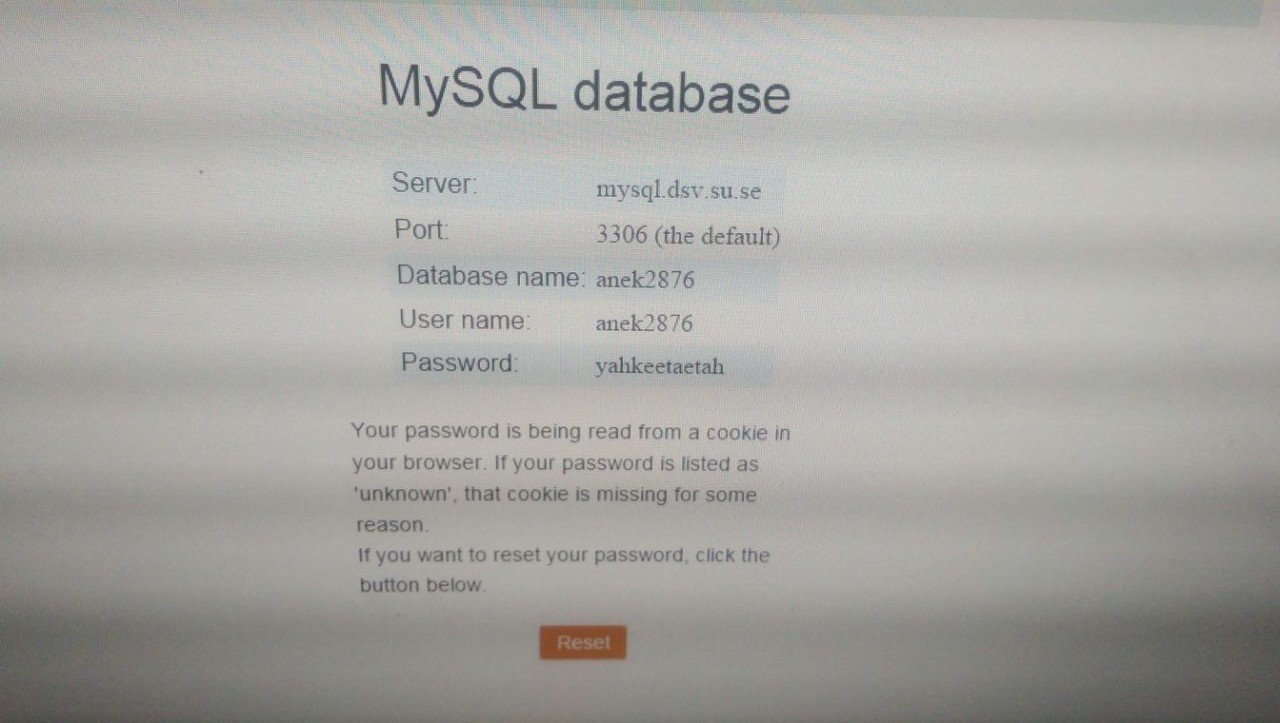 MySQL database
Server: mysql.dsv.su.se
Port: 3306 (the default)
Database name: anek2876
User name: anek2876
Password: yahkeetaetah
Your password is being read from a cookie in
your browser. If your password is listed as
'unknown', that cookie is missing for some
reason.
If you want to reset your password, click the
button below.
Reset